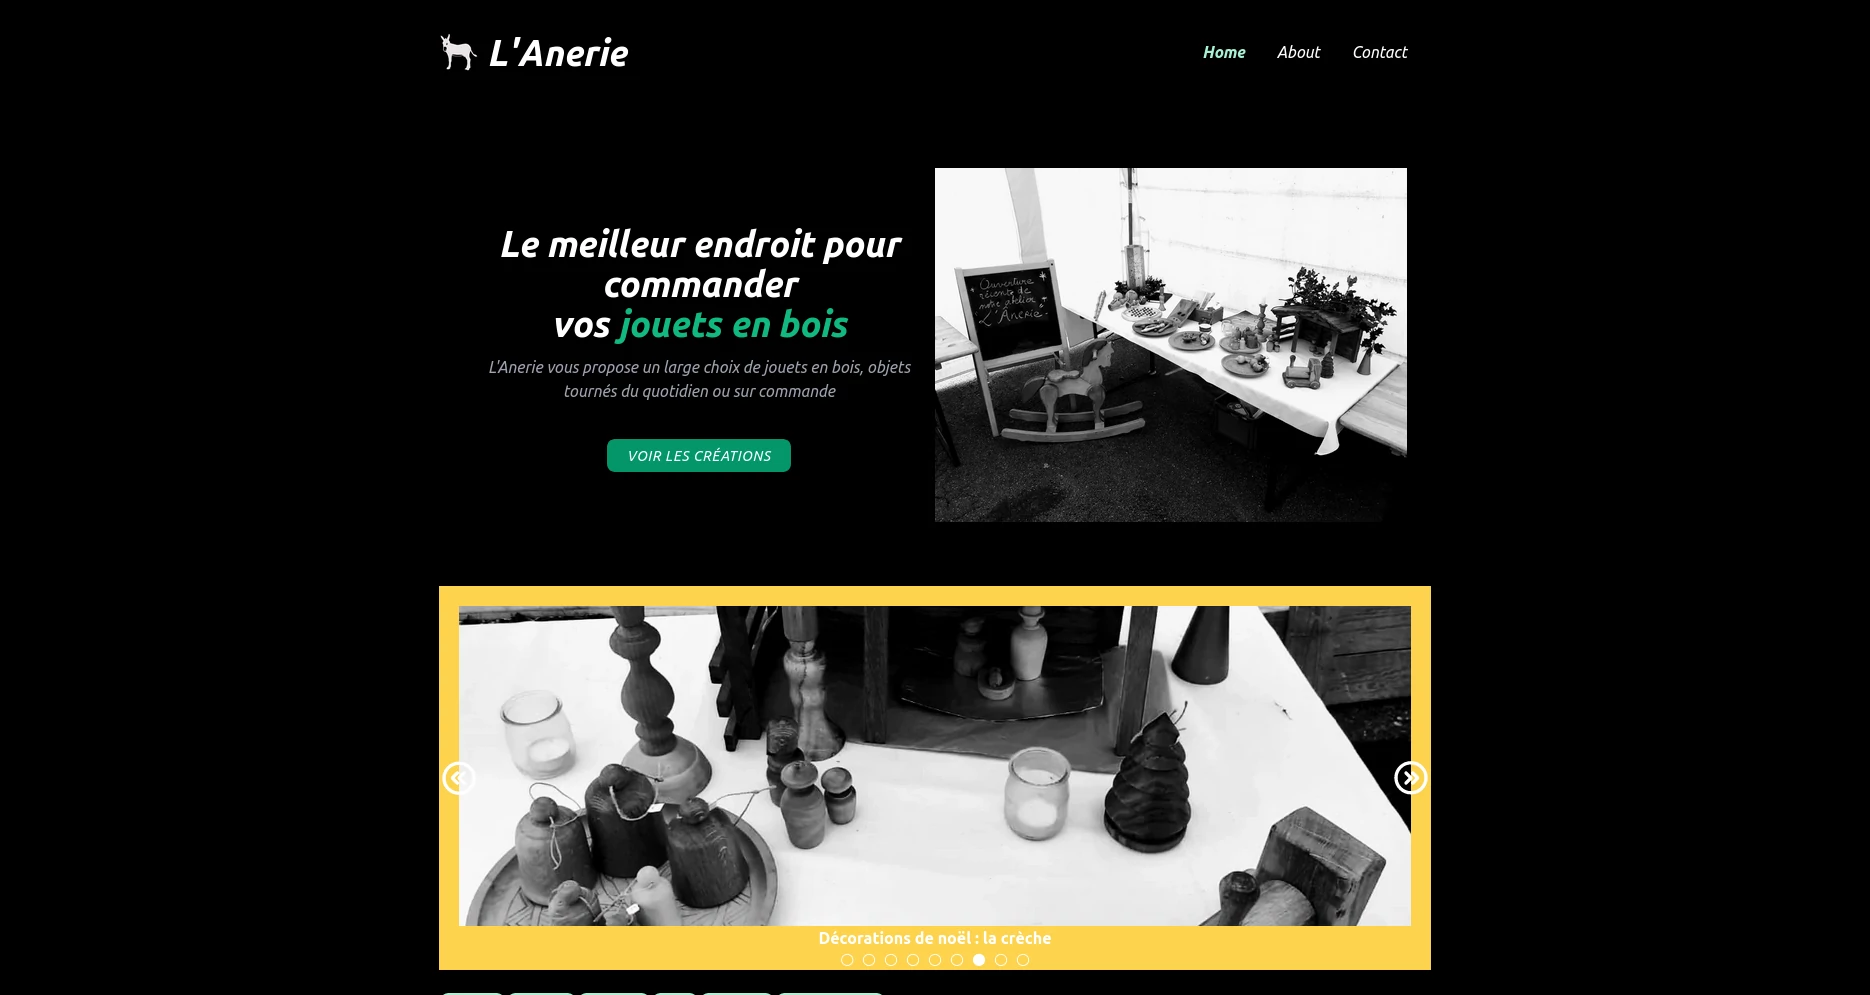 L'Anerie
Home
About
Contact
Le meilleur endroit pour
commander
vos jouets en bois
L'Anerie vous propose un large choix de jouets en bois, objets
tournés du quotidien ou sur commande
VOIR LES CRÉATIONS
Ouverture
récente de
notre atelier
L'Ânerie
Décorations de noël : la crèche